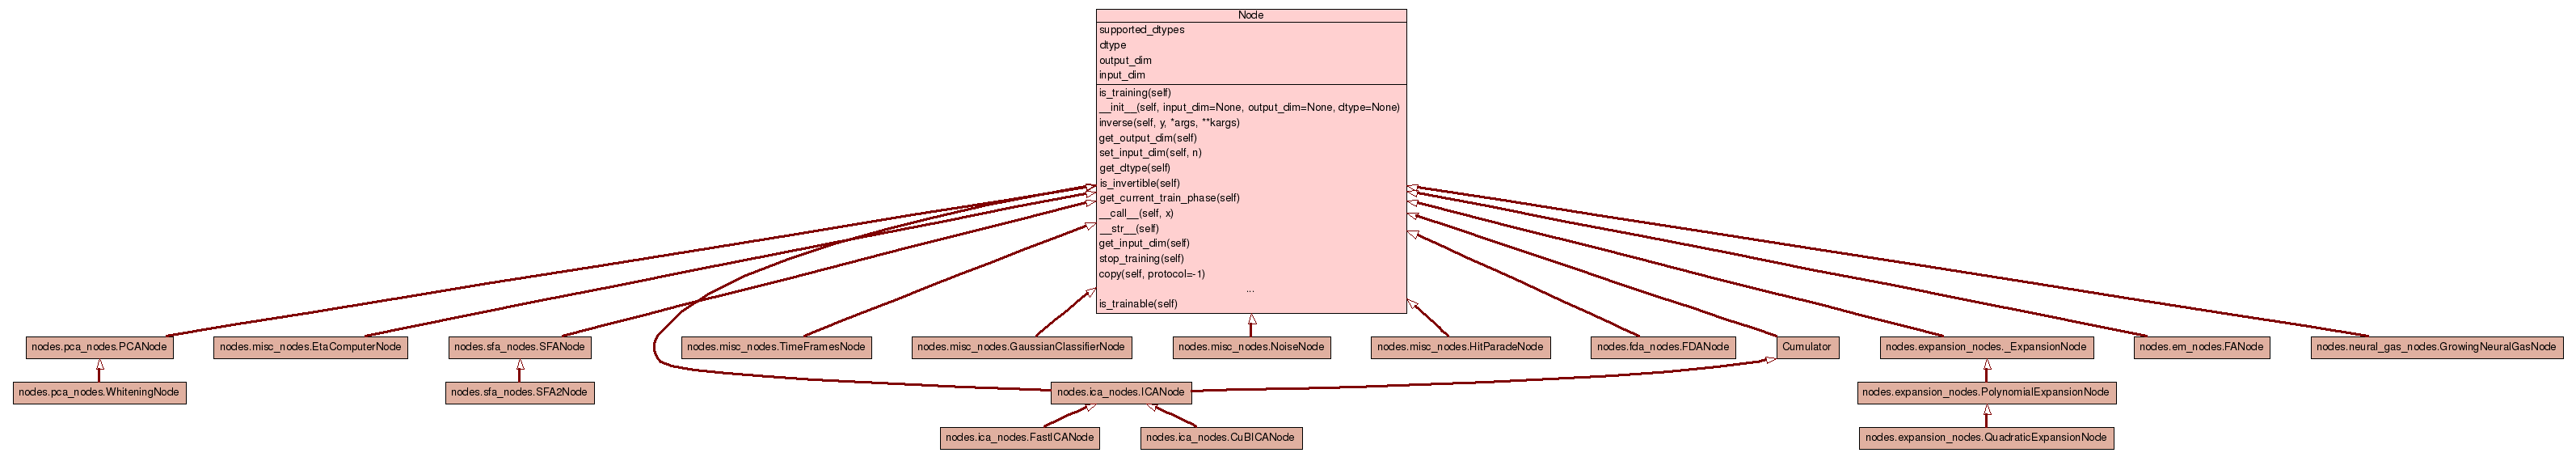 Node
supported_dtypes
dtype
output_dim
input_dim
is_training(self)
__init__(self, input_dim=None, output_dim=None, dtype=None)
inverse(self, y, *args, **kargs)
get_output_dim(self)
set_input_dim(self, n)
get_dtype(self)
is_invertible(self)
get_current_train_phase(self)
__call__(self, x)
__str__(self)
get_input_dim(self)
stop_training(self)
copy(self, protocol=-1)
...
is_trainable(self)
nodes.pca_nodes.PCANode
nodes.misc_nodes.EtaComputerNode
nodes.sfa_nodes.SFANode
nodes.misc_nodes.TimeFramesNode
nodes.misc_nodes.GaussianClassifierNode
nodes.misc_nodes.NoiseNode
nodes.misc_nodes.HitParadeNode
nodes.fda_nodes.FDANode
Cumulator
nodes.expansion_nodes._ExpansionNode
nodes.em_nodes.FANode
nodes.neural_gas_nodes.GrowingNeuralGasNode
nodes.pca_nodes.WhiteningNode
nodes.sfa_nodes.SFA2Node
nodes.ica_nodes.ICANode
nodes.expansion_nodes.PolynomialExpansionNode
nodes.ica_nodes.FastICANode
nodes.ica_nodes.CuBICANode
nodes.expansion_nodes.QuadraticExpansionNode